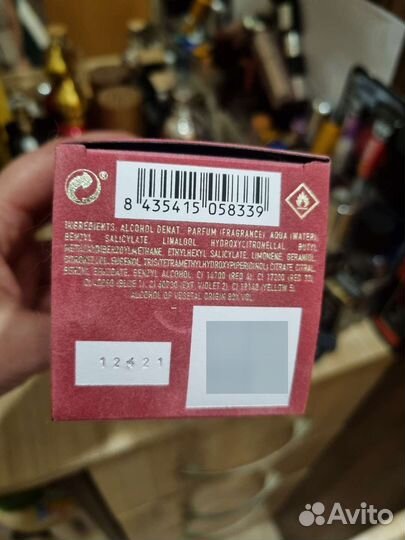 8 435415 058339
INGREDIENTS. ALCOHOL DENAT. PARFUM (FRAGRANCE) AQUA (WATER)
BENZYL SALICYLATE. LINALOOL HYDROXYCITRONELLAL BUTYL
METHOXYDIBENZOYLMETHANE. ETHYLHEXYL SALICYLATE. LIMONENE. GERANIOL
EUGENOL. TRIS(TETRAMETHYLHYDROXYPIPERIDINOL) CITRATE. CITRAL.
BENZYL BENZOATE. BENZYL ALCOHOL. CI 14700 (RED 4). CI 17200 (RED 33).
CI 42090 (BLUE 1). CI 60730 (EXT. VIOLET 2). CI 19140 (YELLOW 5).
ALCOHOL OF VEGETAL ORIGIN
12421
Avito